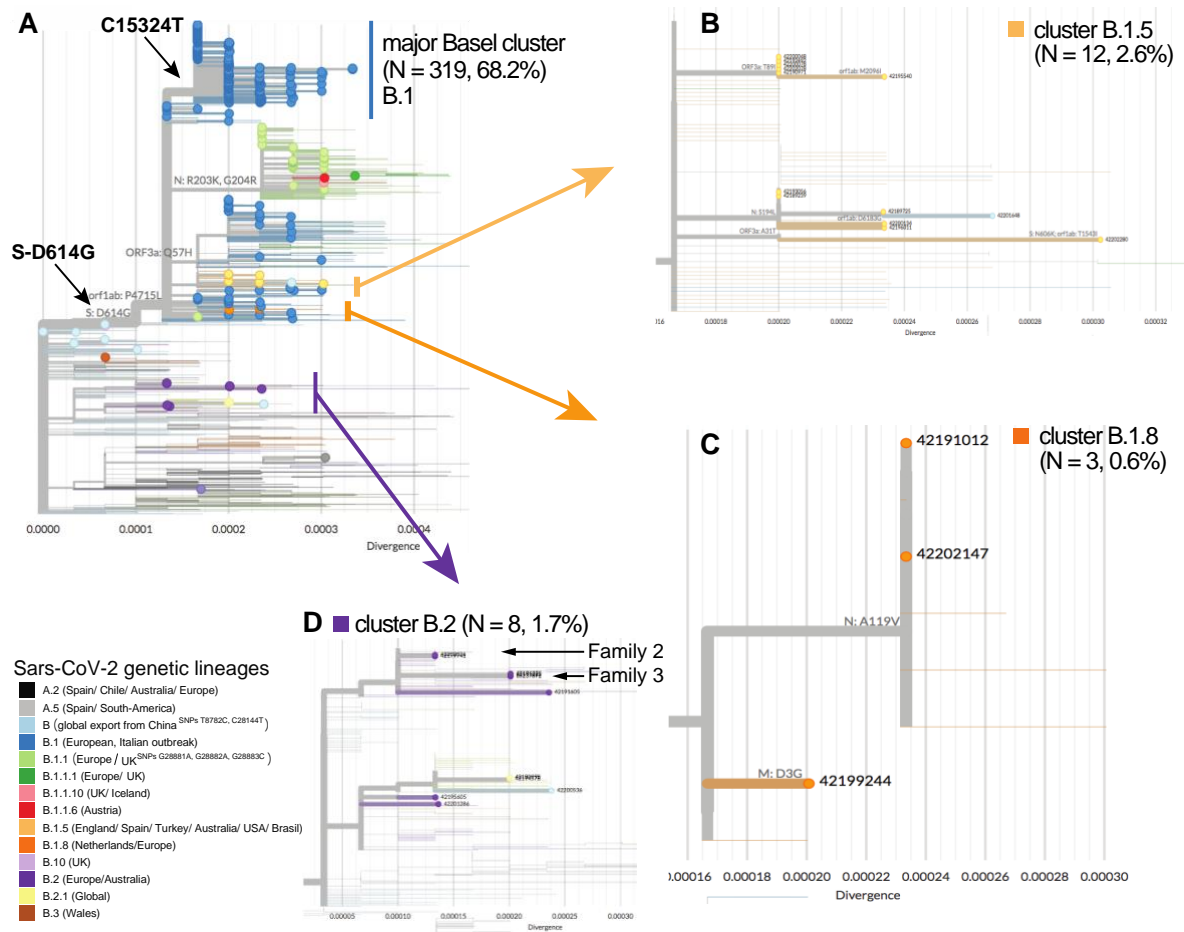 A
C15324T
major Basel cluster
(N = 319, 68.2%)
B.1
N: R203K, G204R
ORF3a: Q57H
S-D614G
orf1ab: P4715L
S: D614G
0.0000
0.0001
0.0002
0.0003
0.0004
Divergence
B
cluster B.1.5
(N = 12, 2.6%)
ORF3a: T89I
orf1ab: M2096I
42195540
N: S194L
42189725
42201648
orf1ab: D6183G
ORF3a: A31T
S: N606K; orf1ab: T1543I
42202280
0.00018
0.00020
0.00022
0.00024
0.00026
0.00028
0.00030
0.00032
Divergence
C
cluster B.1.8
(N = 3, 0.6%)
42191012
42202147
N: A119V
M: D3G
42199244
0.00016
0.00018
0.00020
0.00022
0.00024
0.00026
0.00028
0.00030
Divergence
D
cluster B.2 (N = 8, 1.7%)
Family 2
Family 3
42191605
42200536
42195605
42201286
0.00005
0.00010
0.00015
0.00020
0.00025
0.00030
Divergence
Sars-CoV-2 genetic lineages
A.2 (Spain/ Chile/ Australia/ Europe)
A.5 (Spain/ South-America)
B (global export from China SNPs T8782C, C28144T)
B.1 (European, Italian outbreak)
B.1.1 (Europe / UK SNPs G28881A, G28882A, G28883C)
B.1.1.1 (Europe/ UK)
B.1.1.10 (UK/ Iceland)
B.1.1.6 (Austria)
B.1.5 (England/ Spain/ Turkey/ Australia/ USA/ Brasil)
B.1.8 (Netherlands/Europe)
B.10 (UK)
B.2 (Europe/Australia)
B.2.1 (Global)
B.3 (Wales)